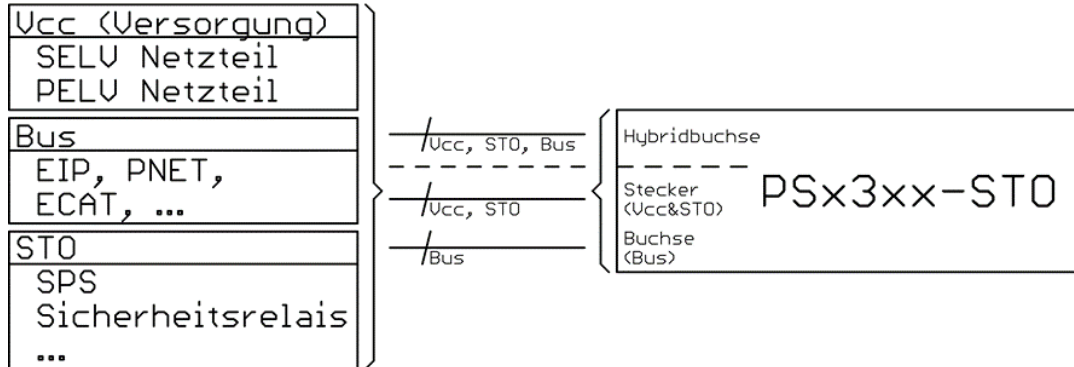 Vcc (Versorgung)
SELV Netzteil
PELV Netzteil
Bus
EIP, PNET,
ECAT, ...
STO
SPS
Sicherheitsrelais
...
Vcc, STO, Bus
Vcc, STO
Bus
Hybridbuchse
Stecker
(Vcc&STO)
Buchse
(Bus)
PSx3xx-STO